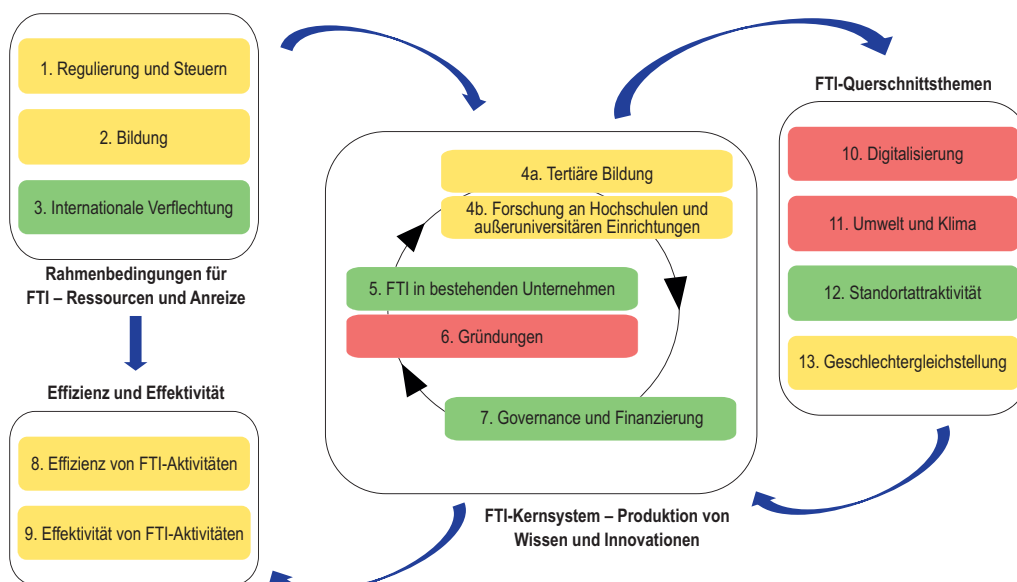 1. Regulierung und Steuern
2. Bildung
3. Internationale Verflechtung
Rahmenbedingungen für
FTI – Ressourcen und Anreize
Effizienz und Effektivität
8. Effizienz von FTI-Aktivitäten
9. Effektivität von FTI-Aktivitäten
4a. Tertiäre Bildung
4b. Forschung an Hochschulen und
außeruniversitären Einrichtungen
5. FTI in bestehenden Unternehmen
6. Gründungen
7. Governance und Finanzierung
FTI-Kernsystem – Produktion von
Wissen und Innovationen
FTI-Querschnittsthemen
10. Digitalisierung
11. Umwelt und Klima
12. Standortattraktivität
13. Geschlechtergleichstellung